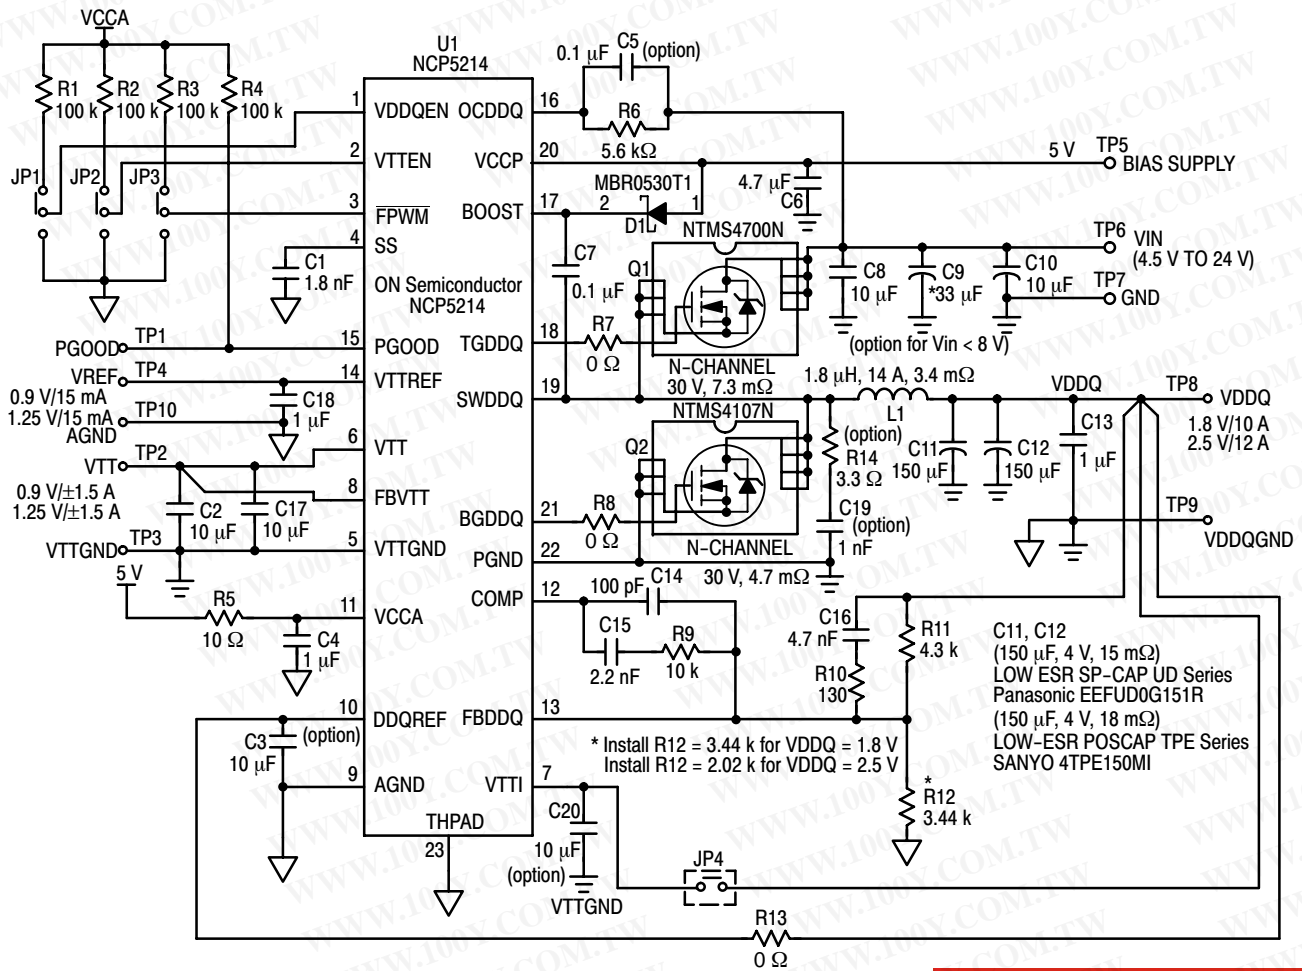 VCCA
R1
100 k
R2
100 k
R3
100 k
R4
100 k
JP1
JP2
JP3
U1
NCP5214
C5
0.1 µF
(option)
R6
5.6 kΩ
1
VDDQEN
OCDDQ
16
2
VTTEN
VCCP
20
5 V
TP5
BIAS SUPPLY
3
FPWM
BOOST
17
MBR0530T1
2
1
D1
4.7 µF
C6
4
SS
C1
1.8 nF
ON Semiconductor
NCP5214
C7
0.1 µF
NTMS4700N
Q1
N-CHANNEL
30 V, 7.3 mΩ
TP6
VIN
(4.5 V TO 24 V)
TP7
GND
C8
10 µF
C9
*33 µF
C10
10 µF
(option for Vin < 8 V)
PGOOD
TP1
15
PGOOD
TGDDQ
18
R7
0 Ω
VREF
TP4
0.9 V/15 mA
1.25 V/15 mA
14
VTTREF
SWDDQ
19
1.8 µH, 14 A, 3.4 mΩ
L1
VDDQ
TP8
VDDQ
1.8 V/10 A
2.5 V/12 A
AGND
TP10
C18
1 µF
NTMS4107N
Q2
N-CHANNEL
30 V, 4.7 mΩ
(option)
R14
3.3 Ω
C11
150 µF
C12
150 µF
C13
1 µF
6
VTT
VTT
TP2
0.9 V/±1.5 A
1.25 V/±1.5 A
8
FBVTT
C2
10 µF
C17
10 µF
BGDDQ
21
R8
0 Ω
C19
(option)
1 nF
TP9
VDDQGND
VTTGND
TP3
5
VTTGND
PGND
22
5 V
R5
10 Ω
11
VCCA
C4
1 µF
COMP
12
100 pF
C14
C15
2.2 nF
R9
10 k
C16
4.7 nF
R10
130
R11
4.3 k
C11, C12
(150 µF, 4 V, 15 mΩ)
LOW ESR SP-CAP UD Series
Panasonic EEFUD0G151R
(150 µF, 4 V, 18 mΩ)
LOW-ESR POSCAP TPE Series
SANYO 4TPE150MI
10
DDQREF
FBDDQ
13
C3
(option)
10 µF
* Install R12 = 3.44 k for VDDQ = 1.8 V
Install R12 = 2.02 k for VDDQ = 2.5 V
9
AGND
VTTI
7
*
R12
3.44 k
THPAD
23
C20
10 µF
(option)
VTTGND
JP4
R13
0 Ω
WWW.100Y.COM.TW